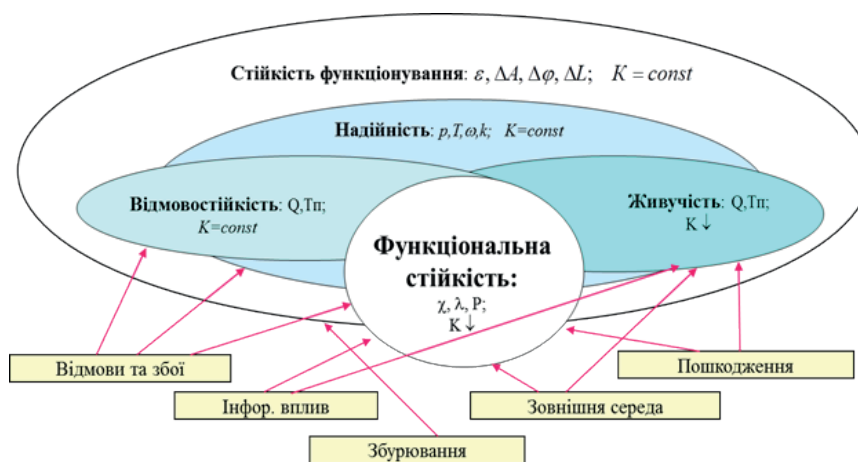 Стійкість функціонування: ε, ΔA, Δφ, ΔL; K = const
Надійність: p,T,ω,k; K=const
Відмовостійкість: Q,Tп;
K=const
Живучість: Q,Tп;
K ↓
Функціональна
стійкість:
χ, λ, P;
K ↓
Відмови та збої
Пошкодження
Інфор. вплив
Зовнішня середа
Збурювання